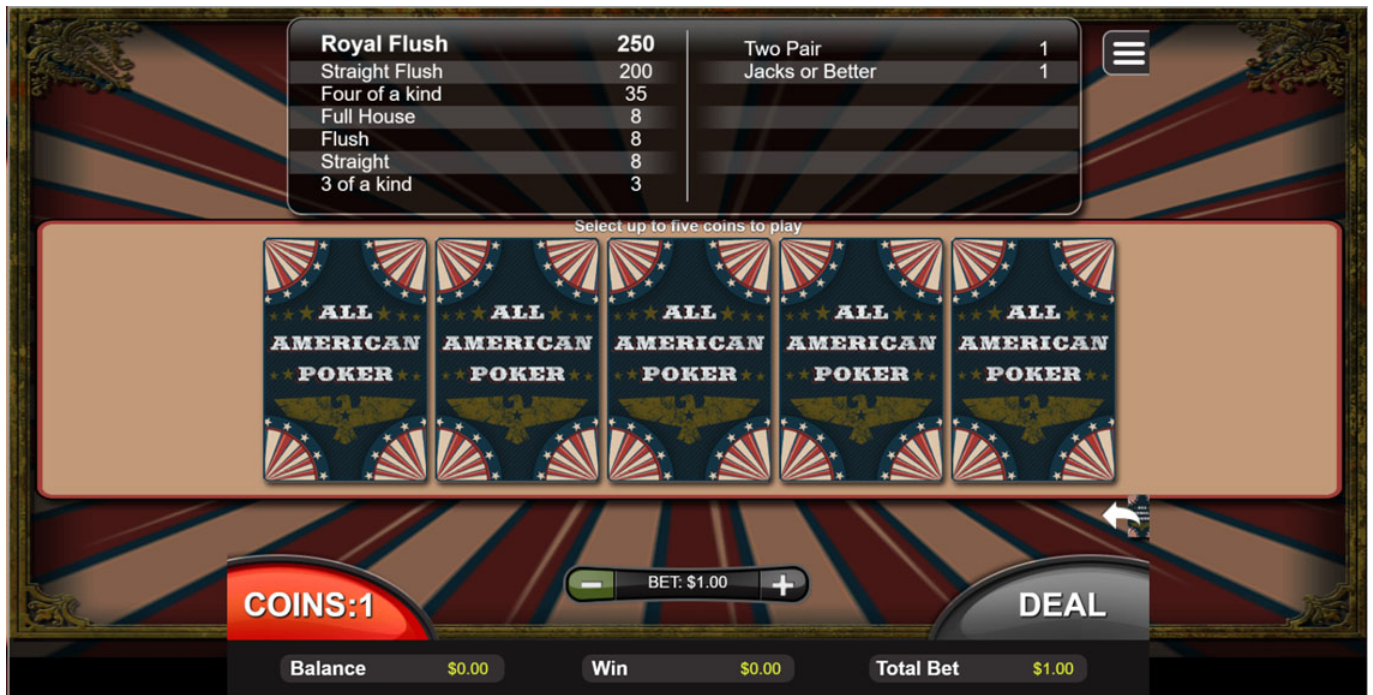 Royal Flush 250
Straight Flush 200
Four of a kind 35
Full House 8
Flush 8
Straight 8
3 of a kind 3
Two Pair 1
Jacks or Better 1
Select up to five coins to play
ALL
AMERICAN
POKER
ALL
AMERICAN
POKER
ALL
AMERICAN
POKER
ALL
AMERICAN
POKER
ALL
AMERICAN
POKER
BET: $1.00
COINS:1
DEAL
Balance $0.00
Win $0.00
Total Bet $1.00